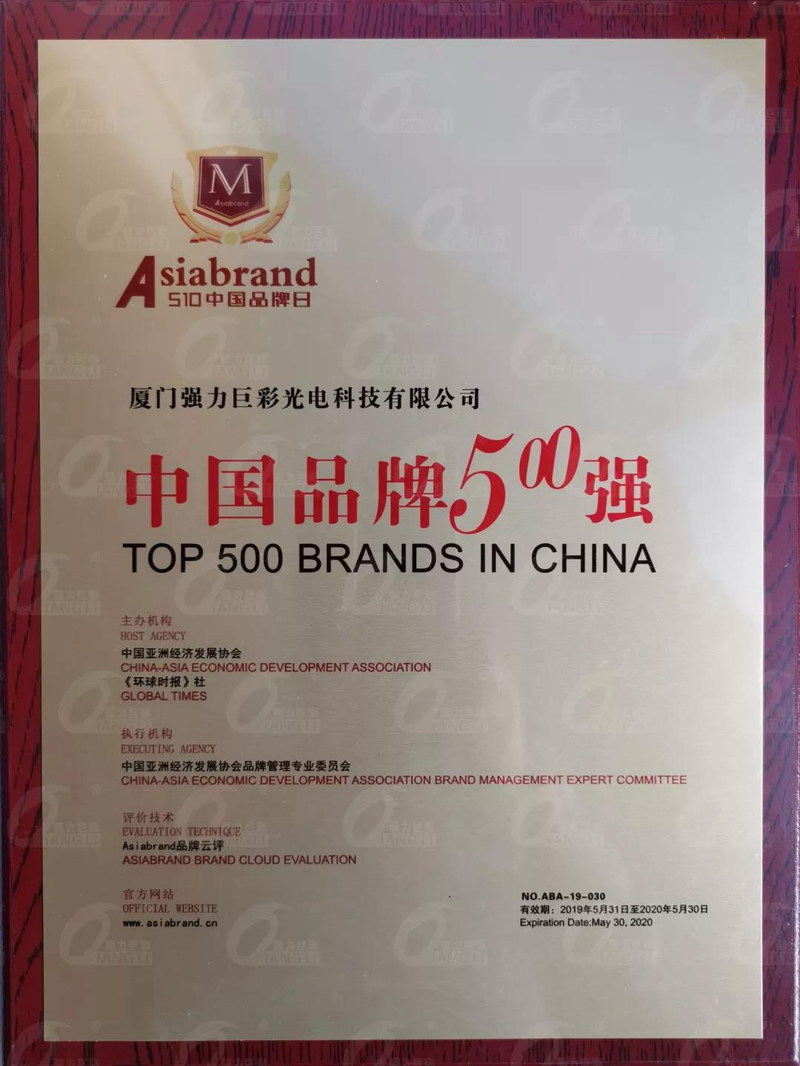 M
Asiabrand
Asiabrand
510中国品牌日
厦门强力巨彩光电科技有限公司
中国品牌500强
TOP 500 BRANDS IN CHINA
主办机构
HOST AGENCY
中国亚洲经济发展协会
CHINA-ASIA ECONOMIC DEVELOPMENT ASSOCIATION
《环球时报》社
GLOBAL TIMES
执行机构
EXECUTING AGENCY
中国亚洲经济发展协会品牌管理专业委员会
CHINA-ASIA ECONOMIC DEVELOPMENT ASSOCIATION BRAND MANAGEMENT EXPERT COMMITTEE
评价技术
EVALUATION TECHNIQUE
Asiabrand品牌云评
ASIABRAND BRAND CLOUD EVALUATION
官方网站
OFFICIAL WEBSITE
www.asiabrand.cn
NO.ABA-19-030
有效期：2019年5月31日至2020年5月30日
Expiration Date:May 30, 2020